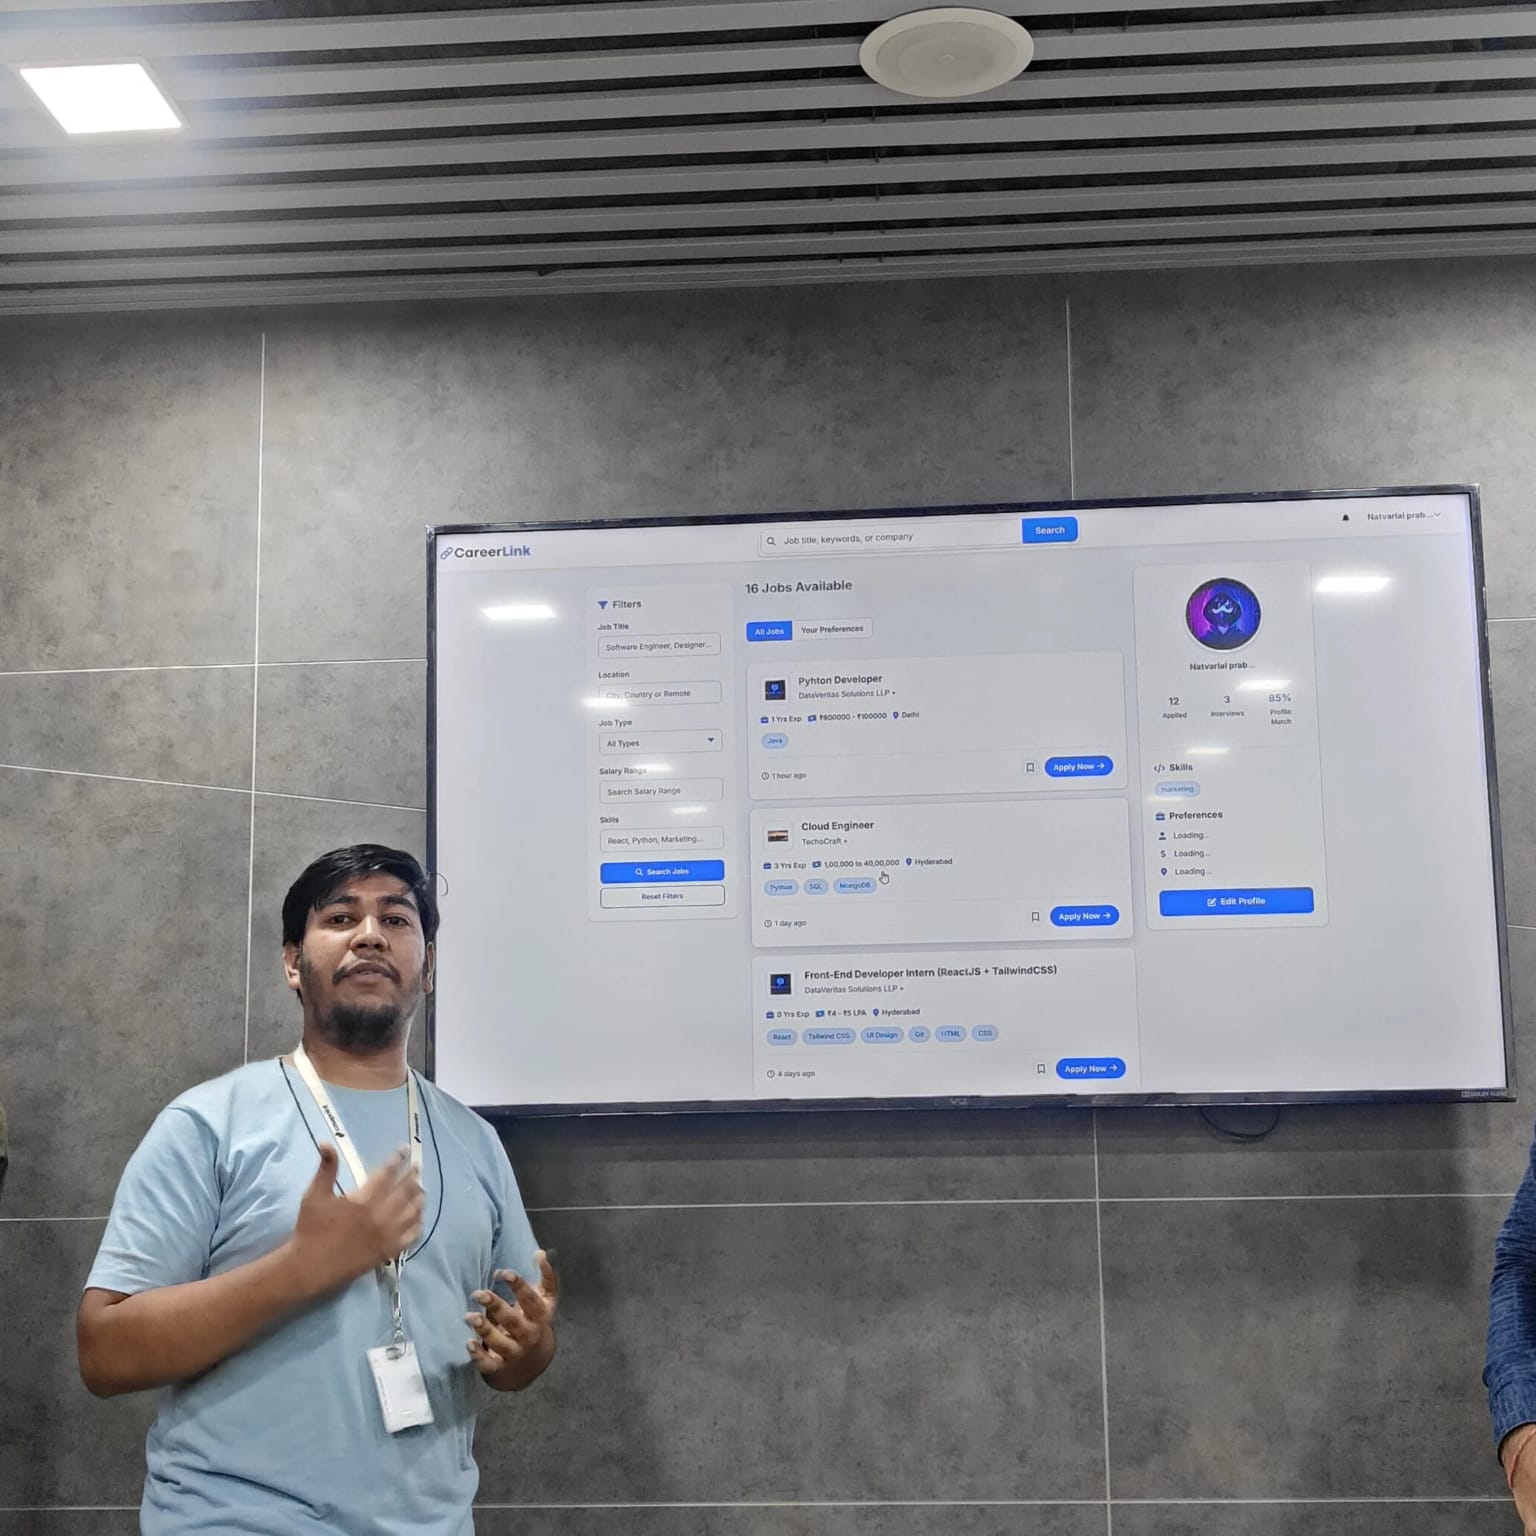 CareerLink
Job title, keywords, or company
Search
Natvarlal prab...
Filters
Job Title
Software Engineer, Designer...
Location
City, Country or Remote
Job Type
All Types
Salary Range
Search Salary Range
Skills
React, Python, Marketing...
Search Jobs
Reset Filters
16 Jobs Available
All Jobs
Your Preferences
Pyhton Developer
DataVeritas Solutions LLP •
1 Yrs Exp ₹800000 - ₹100000 Delhi
Java
1 hour ago
Apply Now →
Cloud Engineer
TechoCraft •
3 Yrs Exp 1,00,000 to 40,00,000 Hyderabad
Python SQL MongoDB
1 day ago
Apply Now →
Front-End Developer Intern (ReactJS + TailwindCSS)
DataVeritas Solutions LLP •
0 Yrs Exp ₹4 - ₹5 LPA Hyderabad
React Tailwind CSS UI Design Git HTML CSS
4 days ago
Apply Now →
Natvarlal prab...
12 3 85%
Applied Interviews Profile Match
</> Skills
marketing
Preferences
Loading...
$ Loading...
Loading...
Edit Profile
VU
DOLBY AUDIO